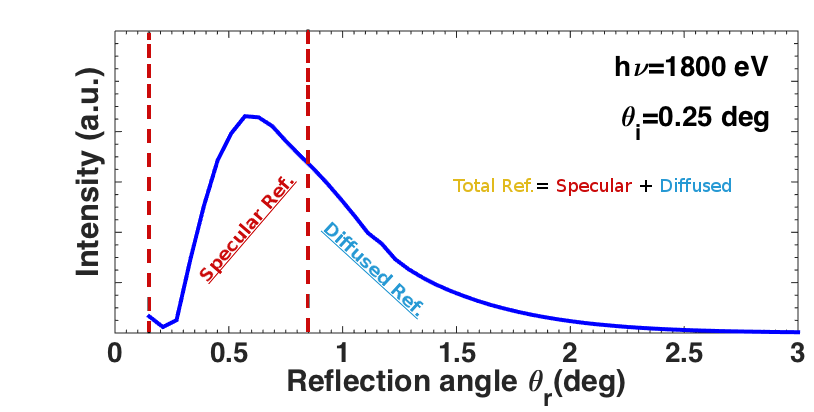 hν=1800 eV
θi=0.25 deg
Total Ref.= Specular + Diffused
Specular Ref.
Diffused Ref.
Intensity (a.u.)
0 0.5 1 1.5 2 2.5 3
Reflection angle θr(deg)